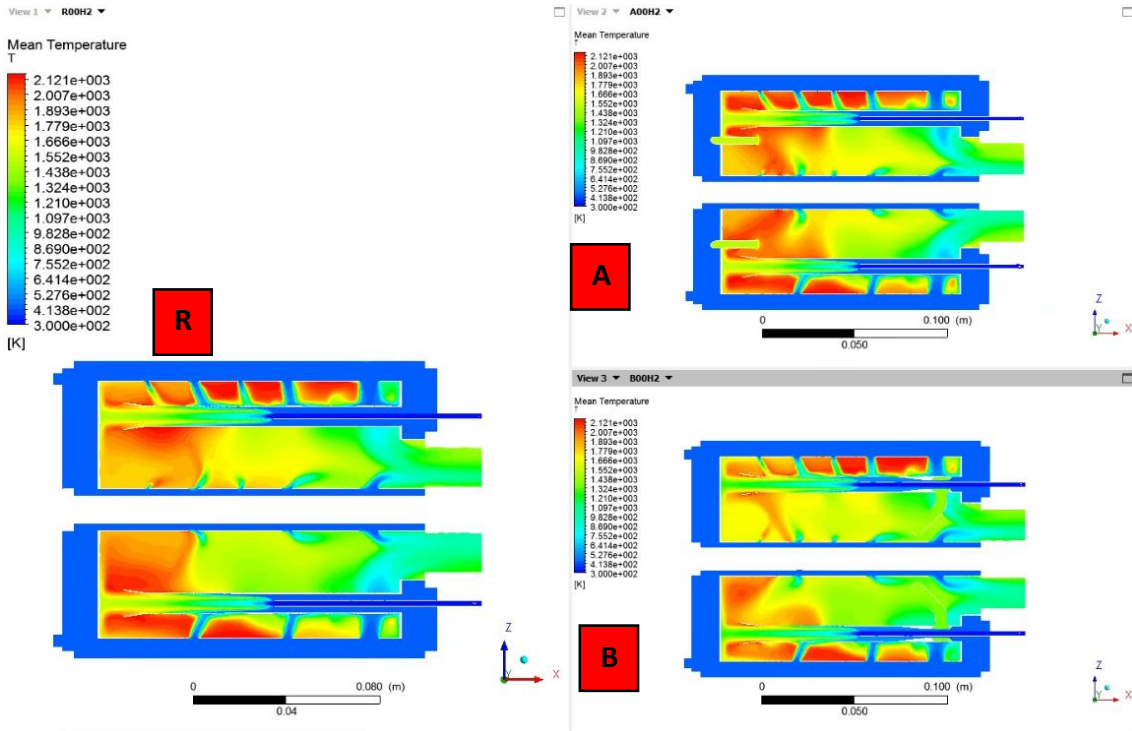 View 1 ▼ R00H2 ▼
Mean Temperature
T
2.121e+003
2.007e+003
1.893e+003
1.779e+003
1.666e+003
1.552e+003
1.438e+003
1.324e+003
1.210e+003
1.097e+003
9.828e+002
8.690e+002
7.552e+002
6.414e+002
5.276e+002
4.138e+002
3.000e+002
[K]
R
Z
Y
X
0 0.080 (m)
0.04
View 2 ▼ A00H2 ▼
Mean Temperature
T
2.121e+003
2.007e+003
1.893e+003
1.779e+003
1.666e+003
1.552e+003
1.438e+003
1.324e+003
1.210e+003
1.097e+003
9.828e+002
8.690e+002
7.552e+002
6.414e+002
5.276e+002
4.138e+002
3.000e+002
[K]
A
0 0.100 (m)
0.050
Z
Y
X
View 3 ▼ B00H2 ▼
Mean Temperature
T
2.121e+003
2.007e+003
1.893e+003
1.779e+003
1.666e+003
1.552e+003
1.438e+003
1.324e+003
1.210e+003
1.097e+003
9.828e+002
8.690e+002
7.552e+002
6.414e+002
5.276e+002
4.138e+002
3.000e+002
[K]
B
0 0.100 (m)
0.050
Z
Y
X